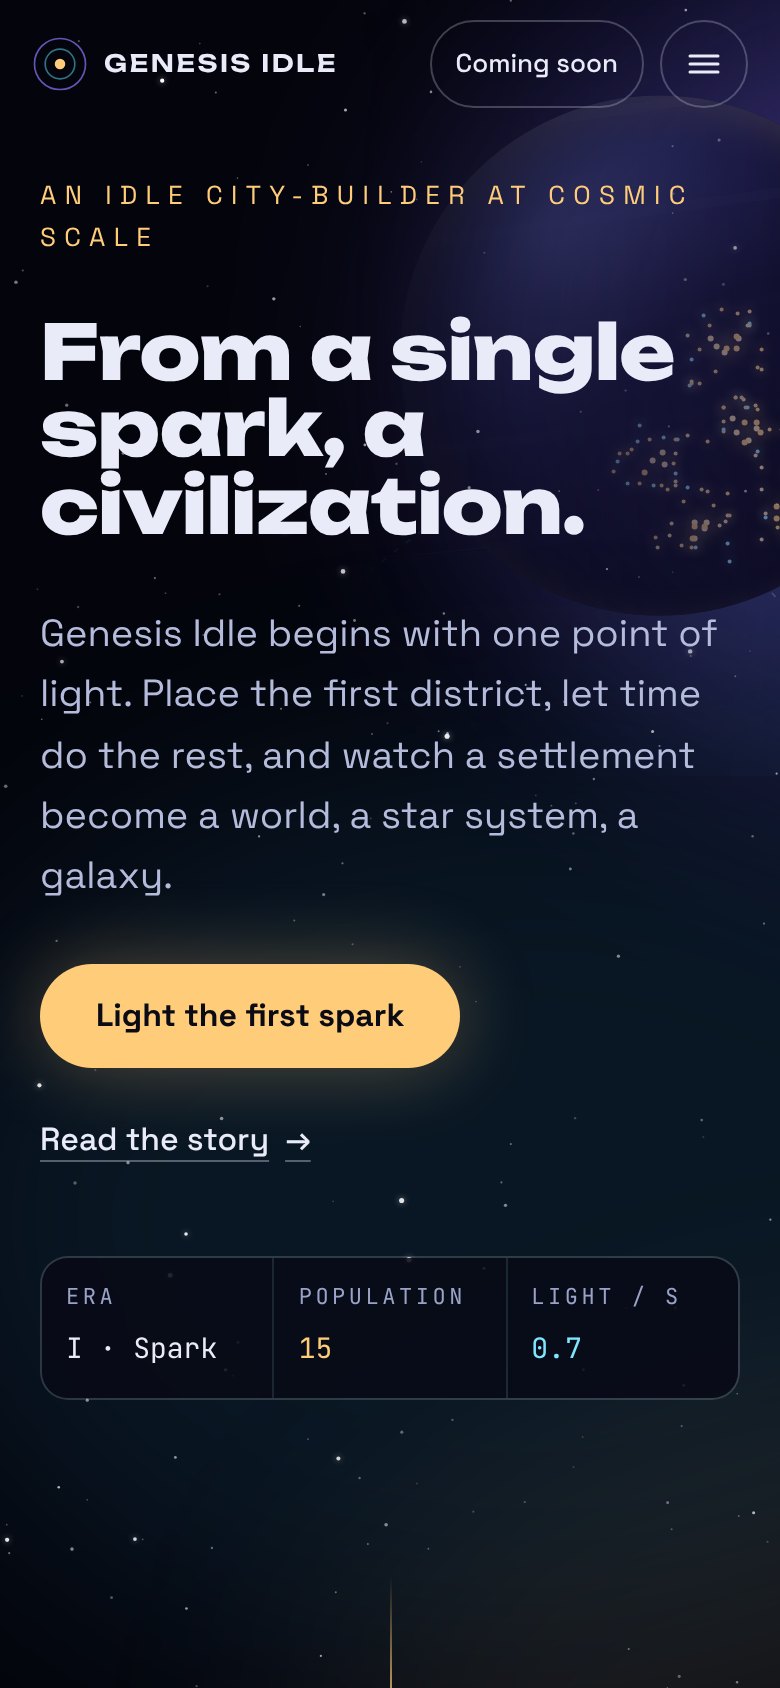 GENESIS IDLE
Coming soon
AN IDLE CITY-BUILDER AT COSMIC
SCALE
From a single
spark, a
civilization.
Genesis Idle begins with one point of
light. Place the first district, let time
do the rest, and watch a settlement
become a world, a star system, a
galaxy.
Light the first spark
Read the story →
ERA
I · Spark
POPULATION
15
LIGHT / S
0.7